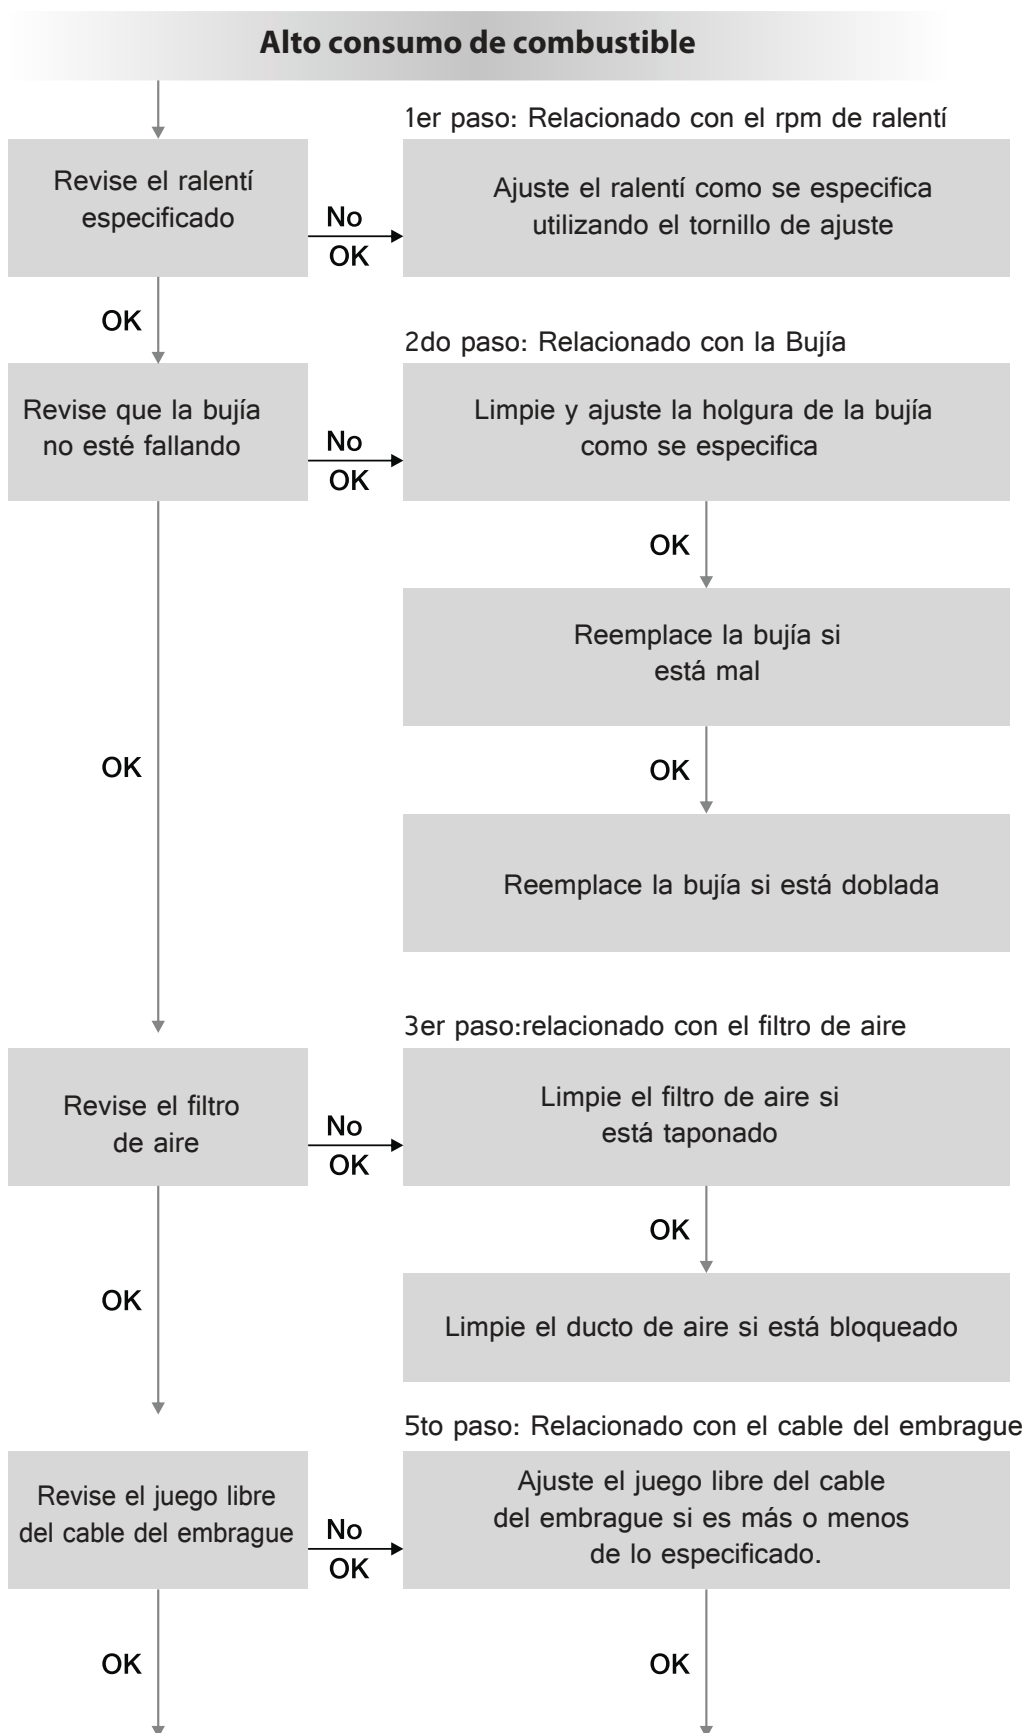 Alto consumo de combustible
1er paso: Relacionado con el rpm de ralentí
Revise el ralentí
especificado
No
OK
Ajuste el ralentí como se especifica
utilizando el tornillo de ajuste
OK
2do paso: Relacionado con la Bujía
Revise que la bujía
no esté fallando
No
OK
Limpie y ajuste la holgura de la bujía
como se especifica
OK
Reemplace la bujía si
está mal
OK
OK
Reemplace la bujía si está doblada
3er paso:relacionado con el filtro de aire
Revise el filtro
de aire
No
OK
Limpie el filtro de aire si
está taponado
OK
OK
Limpie el ducto de aire si está bloqueado
5to paso: Relacionado con el cable del embrague
Revise el juego libre
del cable del embrague
No
OK
Ajuste el juego libre del cable
del embrague si es más o menos
de lo especificado.
OK
OK